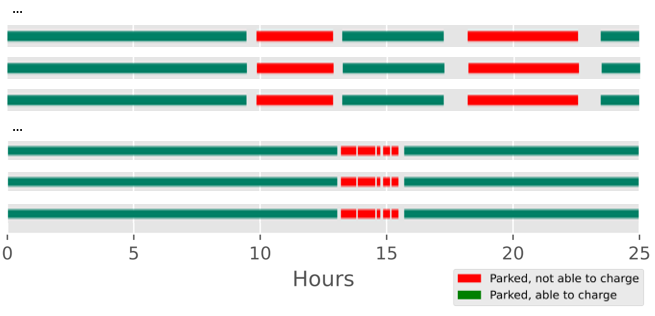 ...
...
0 5 10 15 20 25
Hours
Parked, not able to charge
Parked, able to charge